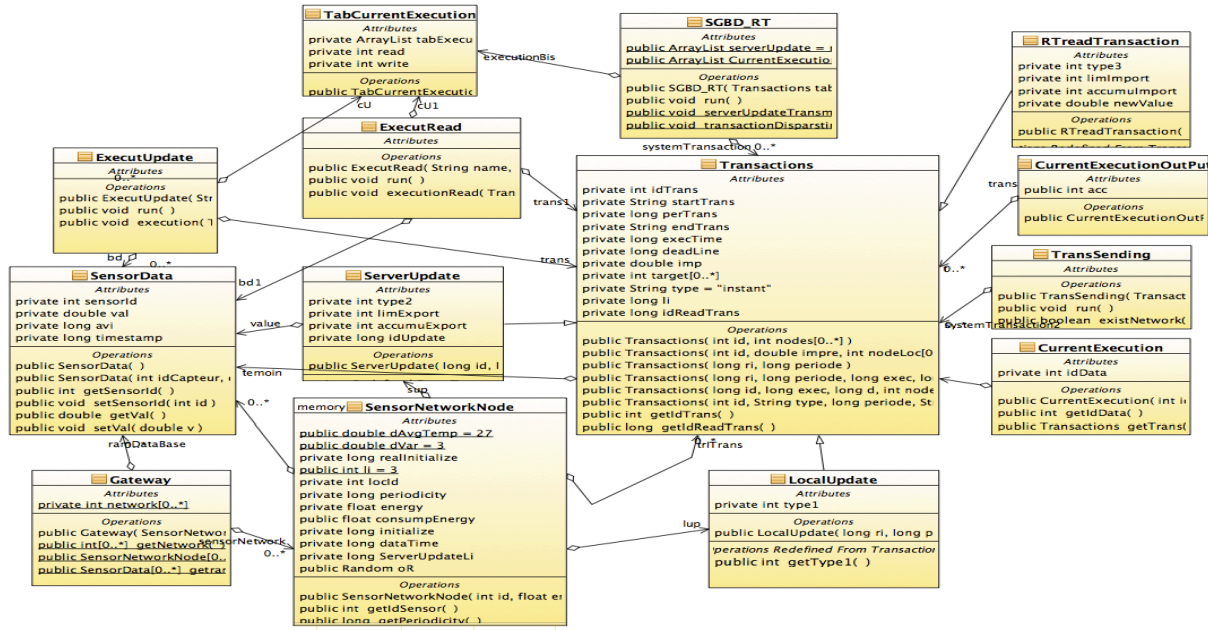 TabCurrentExecution
Attributes
private ArrayList tabExecu
private int read
private int write
Operations
public TabCurrentExecutio
SGBD_RT
Attributes
public ArrayList serverUpdate =
public ArrayList CurrentExecutio
Operations
public SGBD_RT( Transactions tab
public void run( )
public void serverUpdateTransm
public void transactionDisparsti
RTreadTransaction
Attributes
private int type3
private int limImport
private int accumuImport
private double newValue
Operations
public RTreadTransaction(
executionBis
cU
cU1
ExecutRead
Attributes
Operations
public ExecutRead( String name,
public void run( )
public void executionRead( Tran
ExecutUpdate
Attributes
0..*
Operations
public ExecutUpdate( Str
public void run( )
public void execution( T
systemTransaction
0..*
Transactions
Attributes
private int idTrans
private String startTrans
private long perTrans
private String endTrans
private long execTime
private long deadLine
private double imp
private int target[0..*]
private String type = "instant"
private long li
private long idReadTrans
Operations
public Transactions( int id, int nodes[0..*] )
public Transactions( int id, double impre, int nodeLoc[0
public Transactions( long ri, long periode )
public Transactions( long ri, long periode, long exec, lo
public Transactions( long id, long exec, long d, int node
public Transactions( int id, String type, long periode, St
public int getIdTrans( )
public long getIdReadTrans( )
CurrentExecutionOutPut
Attributes
public int acc
Operations
public CurrentExecutionOutP
trans
0..*
trans1
trans
TransSending
Attributes
Operations
public TransSending( Transact
public void run( )
public boolean existNetwork(
systemTransaction2
CurrentExecution
Attributes
private int idData
Operations
public CurrentExecution( int i
public int getIdData( )
public Transactions getTrans(
bd
0..*
SensorData
Attributes
private int sensorId
private double val
private long avi
private long timestamp
Operations
public SensorData( )
public SensorData( int idCapteur,
public int getSensorId( )
public void setSensorId( int id )
public double getVal( )
public void setVal( double v )
bd1
value
temoin
0..*
ServerUpdate
Attributes
private int type2
private int limExport
private int accumuExport
private long idUpdate
Operations
public ServerUpdate( long id, l
sup
memory
SensorNetworkNode
Attributes
public double dAvgTemp = 27
public double dVar = 3
private long realInitialize
public int li = 3
private int locId
private long periodicity
private float energy
public float consumpEnergy
private long initialize
private long dataTime
private long ServerUpdateLi
public Random oR
Operations
public SensorNetworkNode( int id, float e
public int getIdSensor( )
public long getPeriodicity( )
ramDataBase
Gateway
Attributes
private int network[0..*]
Operations
public Gateway( SensorNetwo
public int[0..*] getNetwork( )
public SensorNetworkNode[0..
public SensorData[0..*] getra
sensorNetwork
0..*
triTrans
lup
LocalUpdate
Attributes
private int type1
Operations
public LocalUpdate( long ri, long p
perations Redefined From Transaction
public int getType1( )